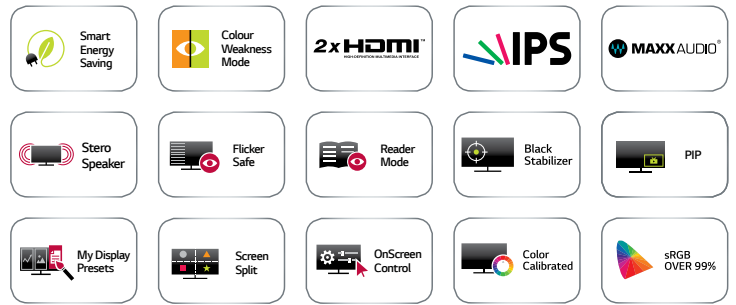 Smart
Energy
Saving
Colour
Weakness
Mode
2x HDMI™
HIGH-DEFINITION MULTIMEDIA INTERFACE
IPS
MAXXAUDIO®
Stero
Speaker
Flicker
Safe
Reader
Mode
Black
Stabilizer
PIP
My Display
Presets
Screen
Split
OnScreen
Control
Color
Calibrated
sRGB
OVER 99%